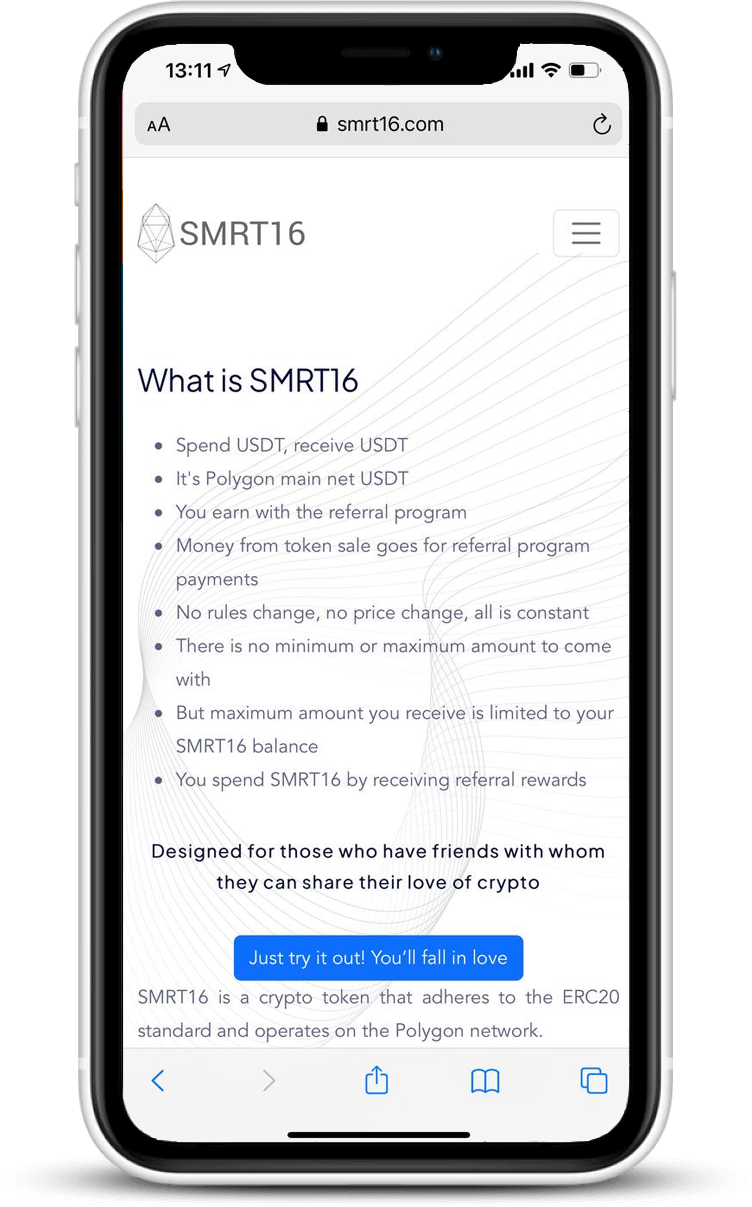 13:11
AA smrt16.com
SMRT16
What is SMRT16
Spend USDT, receive USDT
It's Polygon main net USDT
You earn with the referral program
Money from token sale goes for referral program
payments
No rules change, no price change, all is constant
There is no minimum or maximum amount to come
with
But maximum amount you receive is limited to your
SMRT16 balance
You spend SMRT16 by receiving referral rewards
Designed for those who have friends with whom
they can share their love of crypto
Just try it out! You’ll fall in love
SMRT16 is a crypto token that adheres to the ERC20
standard and operates on the Polygon network.